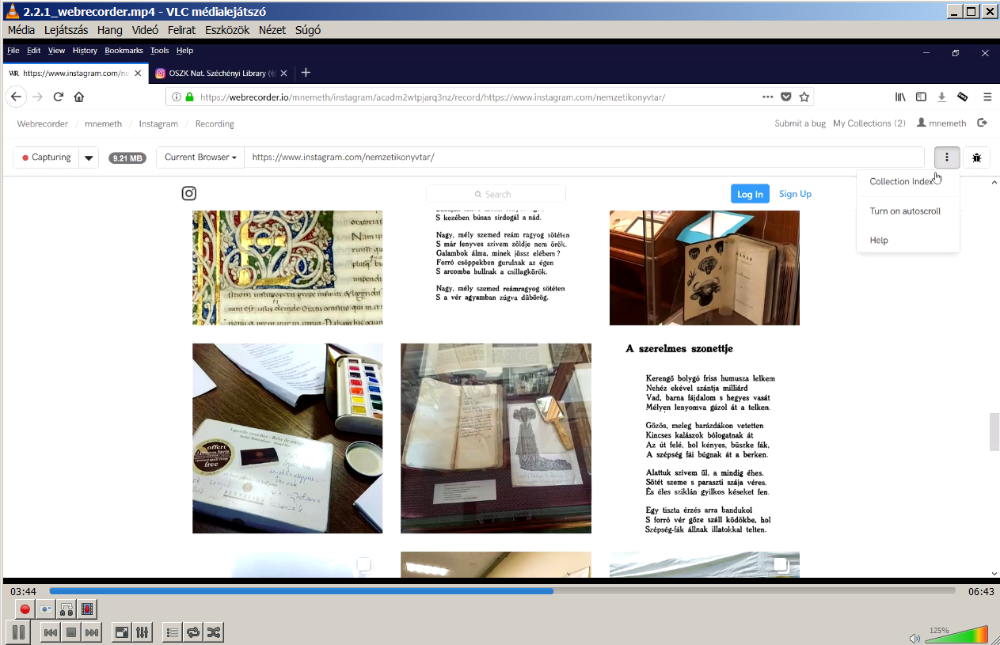 2.2.1_webrecorder.mp4 - VLC médialejátszó
Média Lejátszás Hang Videó Felirat Eszközök Nézet Súgó
File Edit View History Bookmarks Tools Help
WR https://www.instagram.com/ne
OSZK Nat. Széchényi Library (
https://webrecorder.io/mnemeth/instagram/acadm2wtpjarq3nz/record/https://www.instagram.com/nemzetikonyvtar/
Webrecorder / mnemeth / Instagram / Recording
Submit a bug My Collections (2) mnemeth
Capturing 9.21 MB Current Browser https://www.instagram.com/nemzetikonyvtar/
Collection Index
Turn on autoscroll
Help
Search
Log In Sign Up
S kezében búsan sírdogál a nád.
Nagy, mély szemed reám ragyog sötéten
S már fenyves szivem zöldje nem örök.
Galambok álma, minek jössz elébem ?
Forró csöppekben gurulnak az égen
S arcomba hullnak a csillagkörök.
Nagy, mély szemed reámragyog sötéten
S a vér agyamban zúgva dübörög.
offert
free
SENNELIER
A szerelmes szonettje
Kerengő bolygó friss humusza lelkem
Nehéz ekével szántja milliárd
Vad, barna fájdalom s hegyes vasát
Mélyen lenyomva gázol át a telken.
Gőzös, meleg barázdákon vetetten
Kincses kalászok bólogatnak át
Az út felé, hol kényes, büszke fák,
A szépség fái búgnak át a berken.
Alattuk szivem űl, a mindig éhes.
Sötét szeme s paraszti szája véres.
És éles sziklán gyilkos késeket fen.
Egy tiszta érzés arra bandukol
S forró vér gőze száll ködökbe, hol
Szépség-fák állnak illatokkal telten.
03:44
06:43
125%